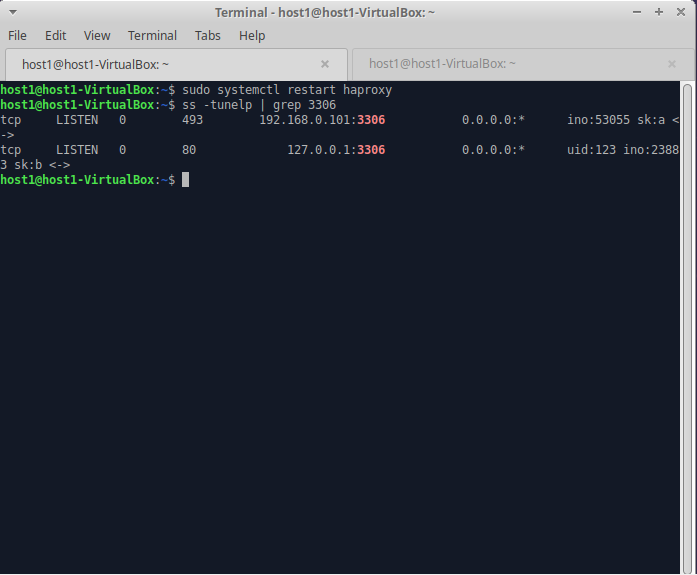 Terminal - host1@host1-VirtualBox: ~
File Edit View Terminal Tabs Help
host1@host1-VirtualBox: ~ host1@host1-VirtualBox: ~
host1@host1-VirtualBox:~$ sudo systemctl restart haproxy
host1@host1-VirtualBox:~$ ss -tunelp | grep 3306
tcp LISTEN 0 493 192.168.0.101:3306 0.0.0.0:* ino:53055 sk:a <
->
tcp LISTEN 0 80 127.0.0.1:3306 0.0.0.0:* uid:123 ino:2388
3 sk:b <->
host1@host1-VirtualBox:~$